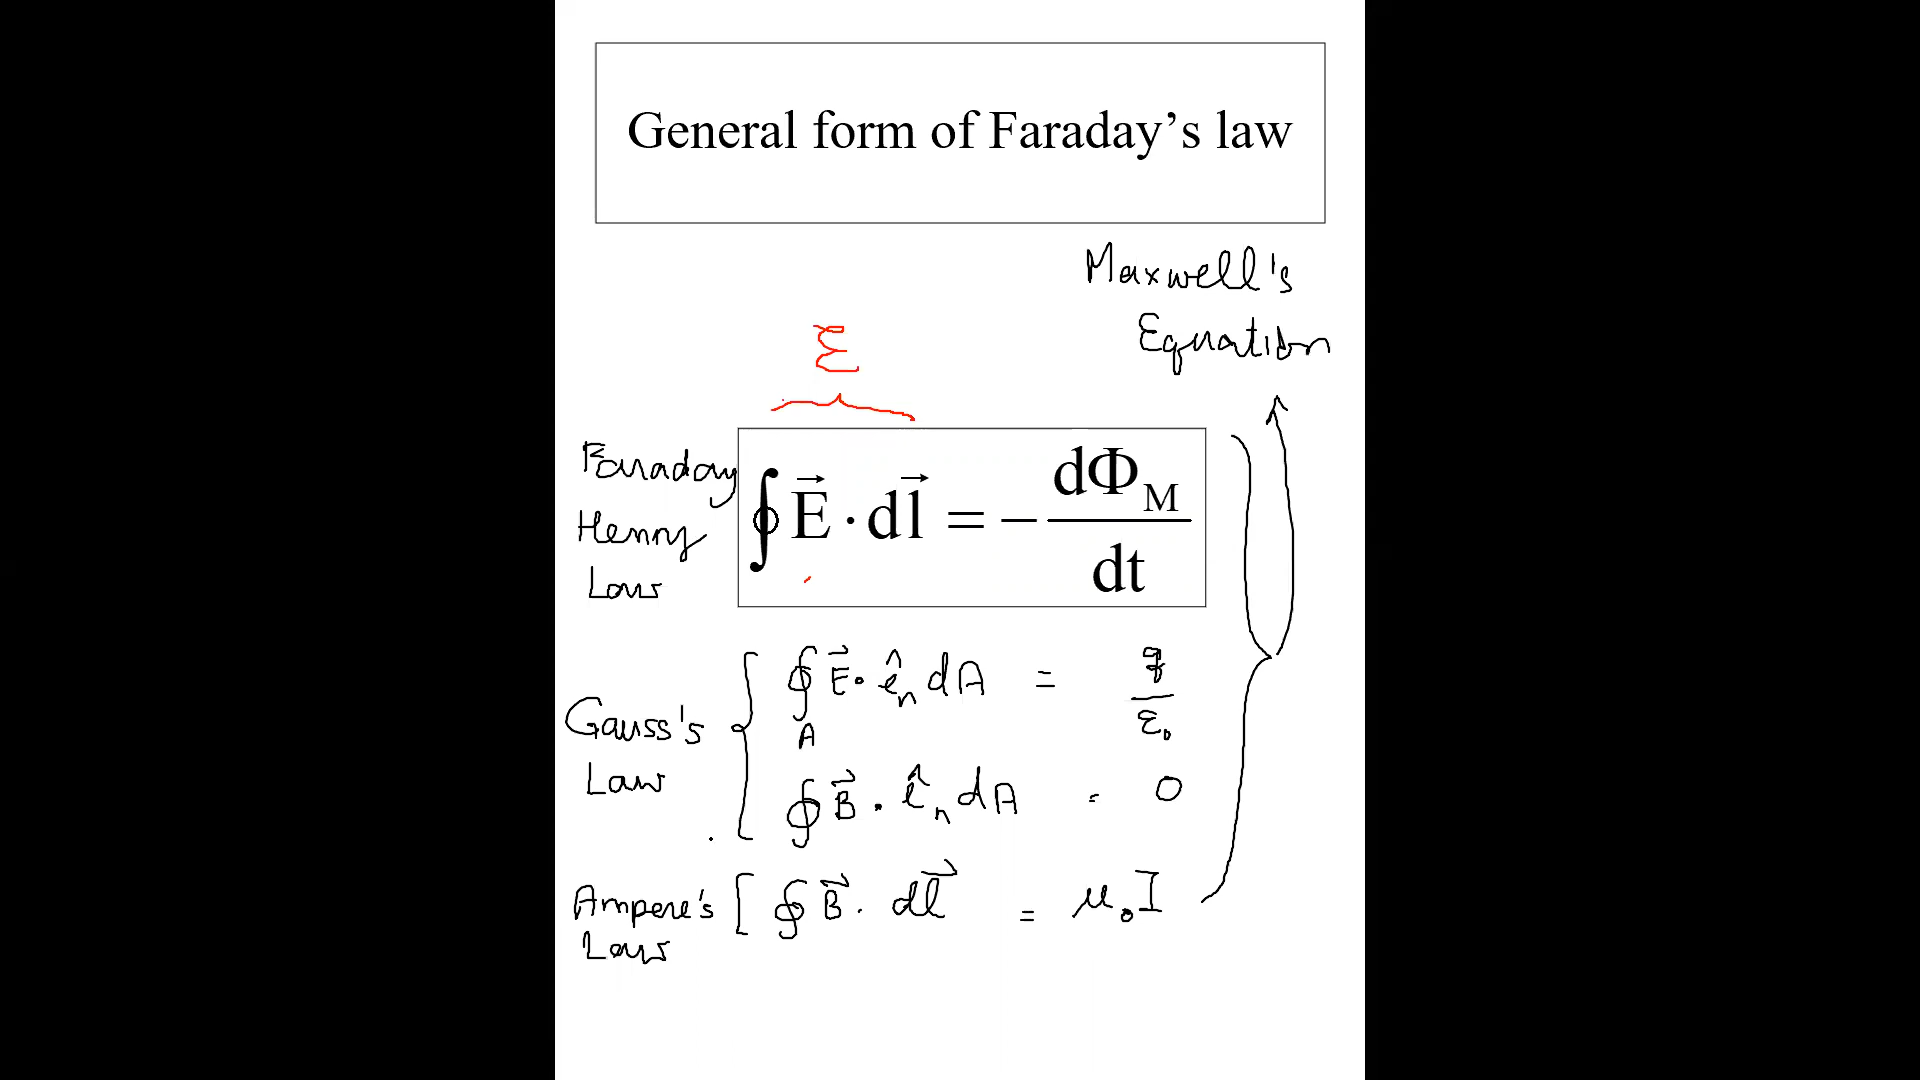 General form of Faraday’s law
Maxwell's
Equation
ℰ
Faraday
Henry
Law
∮ E⃗ · dl⃗ = − dΦ_M / dt
Gauss's
Law
∮_A E⃗ · ê_n dA = q / ε₀
∮ B⃗ · ê_n dA = 0
Ampere's
Law
∮ B⃗ · dl⃗ = μ₀I